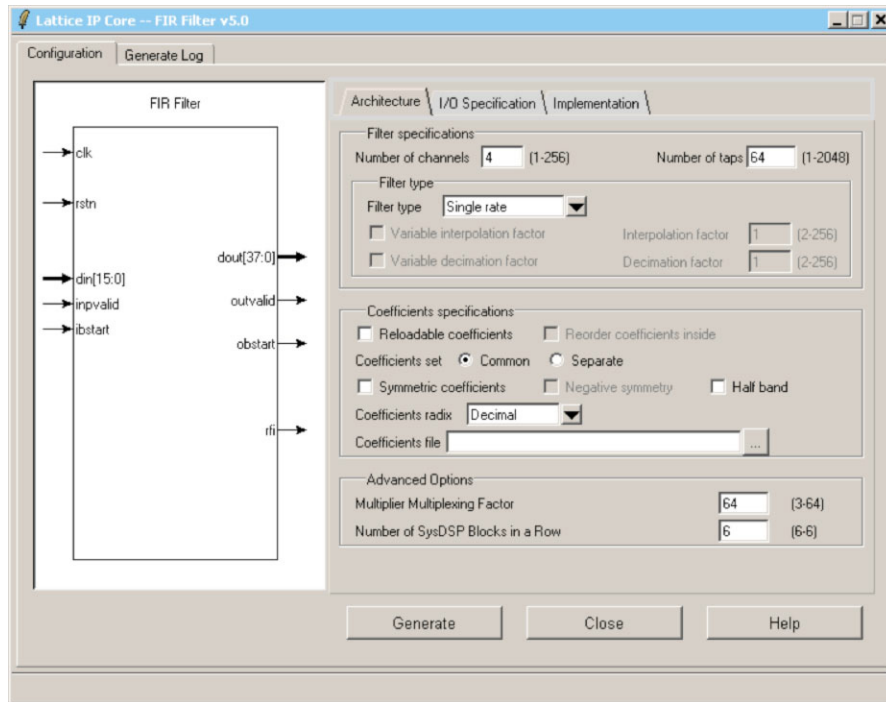 Lattice IP Core -- FIR Filter v5.0
Configuration
Generate Log
FIR Filter
clk
rstn
din[15:0]
inpvalid
ibstart
dout[37:0]
outvalid
obstart
rfi
Architecture
I/O Specification
Implementation
Filter specifications
Number of channels 4 (1-256) Number of taps 64 (1-2048)
Filter type
Filter type Single rate
Variable interpolation factor Interpolation factor 1 (2-256)
Variable decimation factor Decimation factor 1 (2-256)
Coefficients specifications
Reloadable coefficients Reorder coefficients inside
Coefficients set Common Separate
Symmetric coefficients Negative symmetry Half band
Coefficients radix Decimal
Coefficients file ...
Advanced Options
Multiplier Multiplexing Factor 64 (3-64)
Number of SysDSP Blocks in a Row 6 (6-6)
Generate Close Help